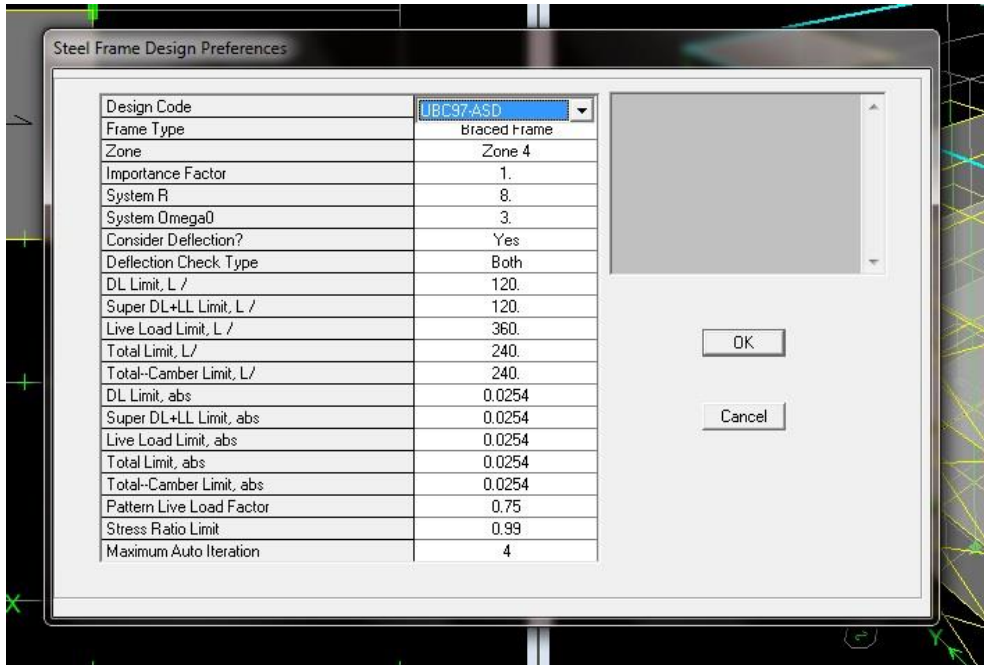 Steel Frame Design Preferences
Design Code UBC97-ASD
Frame Type Braced Frame
Zone Zone 4
Importance Factor 1.
System R 8.
System Omega0 3.
Consider Deflection? Yes
Deflection Check Type Both
DL Limit, L / 120.
Super DL+LL Limit, L / 120.
Live Load Limit, L / 360.
Total Limit, L/ 240.
Total--Camber Limit, L/ 240.
DL Limit, abs 0.0254
Super DL+LL Limit, abs 0.0254
Live Load Limit, abs 0.0254
Total Limit, abs 0.0254
Total--Camber Limit, abs 0.0254
Pattern Live Load Factor 0.75
Stress Ratio Limit 0.99
Maximum Auto Iteration 4
OK
Cancel
X
Y